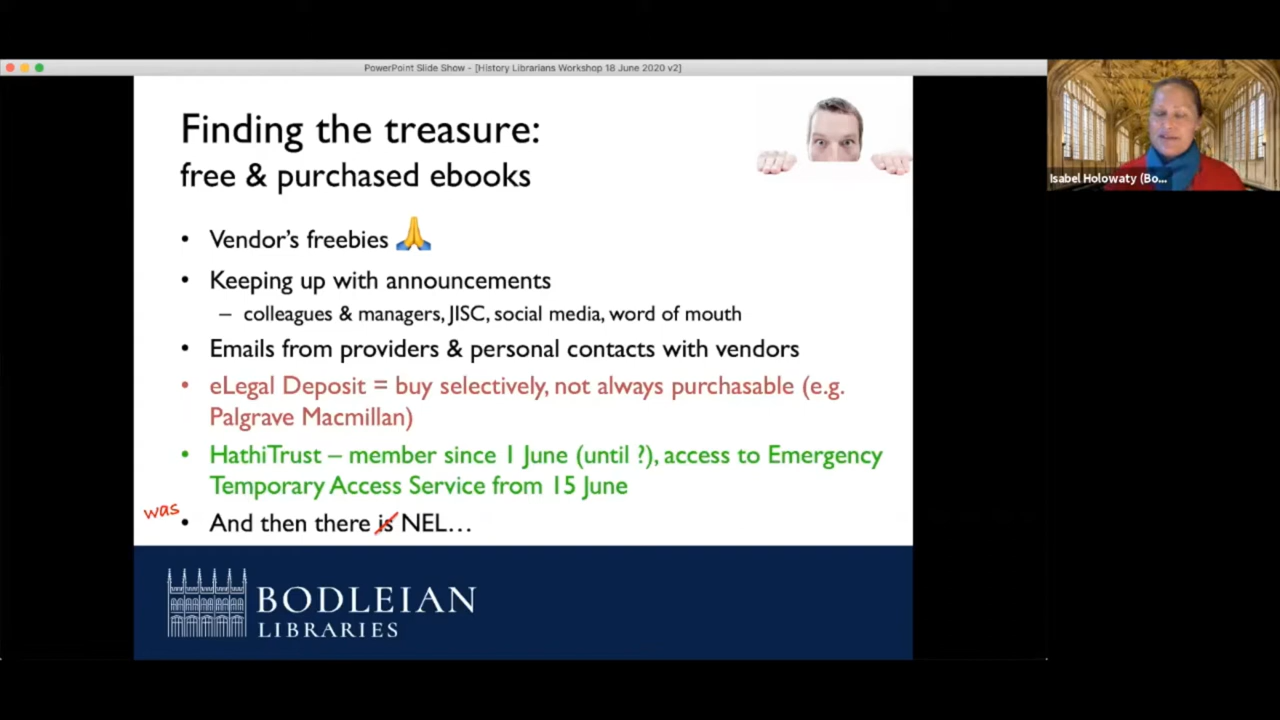 PowerPoint Slide Show - [History Librarians Workshop 18 June 2020 v2]
Finding the treasure:
free & purchased ebooks
• Vendor's freebies 🙏
• Keeping up with announcements
– colleagues & managers, JISC, social media, word of mouth
• Emails from providers & personal contacts with vendors
• eLegal Deposit = buy selectively, not always purchasable (e.g.
Palgrave Macmillan)
• HathiTrust – member since 1 June (until ?), access to Emergency
Temporary Access Service from 15 June
was
• And then there is NEL…
BODLEIAN
LIBRARIES
Isabel Holowaty (Bo...